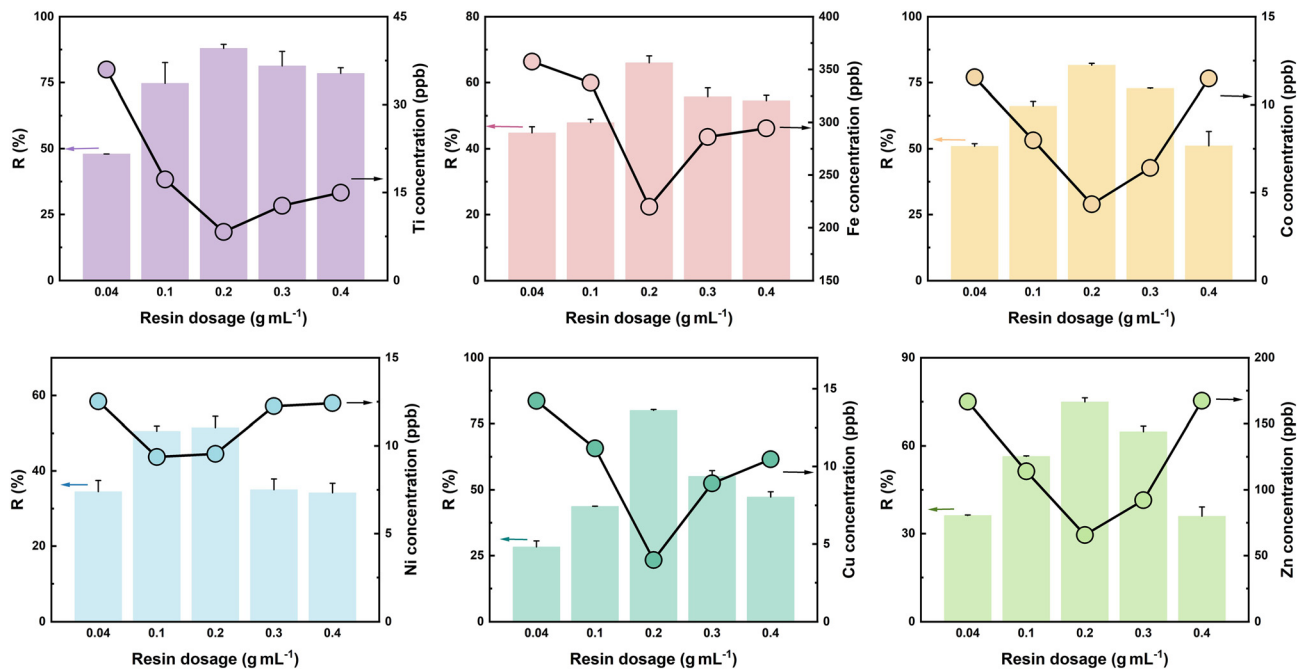 100
75
50
25
0
R (%)
45
30
15
0
Ti concentration (ppb)
0.04 0.1 0.2 0.3 0.4
Resin dosage (g mL⁻¹)
80
60
40
20
0
R (%)
400
350
300
250
200
150
Fe concentration (ppb)
0.04 0.1 0.2 0.3 0.4
Resin dosage (g mL⁻¹)
100
75
50
25
0
R (%)
15
10
5
0
Co concentration (ppb)
0.04 0.1 0.2 0.3 0.4
Resin dosage (g mL⁻¹)
60
40
20
0
R (%)
15
10
5
0
Ni concentration (ppb)
0.04 0.1 0.2 0.3 0.4
Resin dosage (g mL⁻¹)
100
75
50
25
0
R (%)
15
10
5
0
Cu concentration (ppb)
0.04 0.1 0.2 0.3 0.4
Resin dosage (g mL⁻¹)
90
60
30
0
R (%)
200
150
100
50
0
Zn concentration (ppb)
0.04 0.1 0.2 0.3 0.4
Resin dosage (g mL⁻¹)